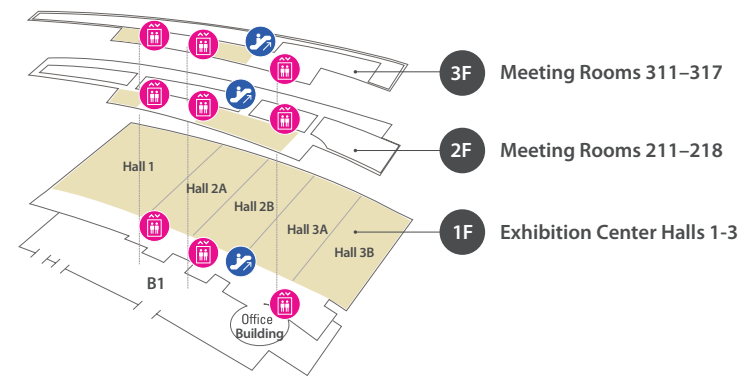 3F Meeting Rooms 311–317
2F Meeting Rooms 211–218
Hall 1
Hall 2A
Hall 2B
Hall 3A
Hall 3B
1F Exhibition Center Halls 1-3
B1
Office
Building